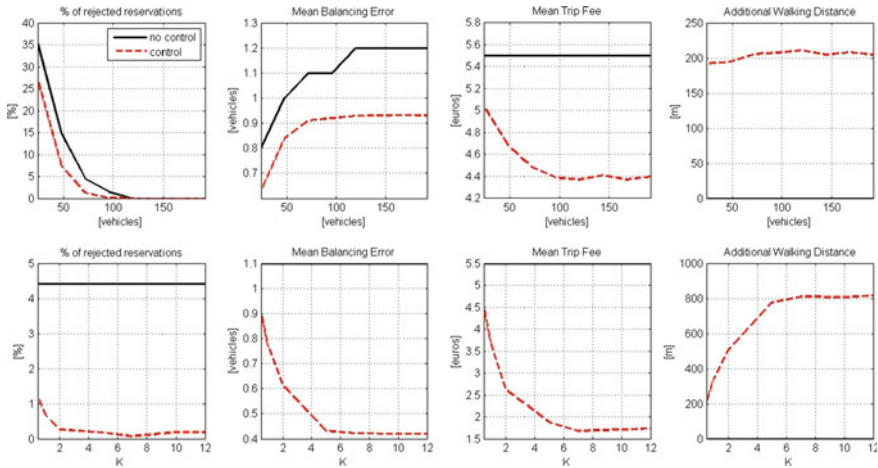 % of rejected reservations
[%]
40
35
30
25
20
15
10
5
0
no control
control
50 100 150
[vehicles]
Mean Balancing Error
[vehicles]
1.3
1.2
1.1
1
0.9
0.8
0.7
50 100 150
[vehicles]
Mean Trip Fee
[euros]
5.8
5.6
5.4
5.2
5
4.8
4.6
4.4
4.2
50 100 150
[vehicles]
Additional Walking Distance
[m]
250
200
150
100
50
0
50 100 150
[vehicles]
% of rejected reservations
[%]
5
4
3
2
1
0
2 4 6 8 10 12
K
Mean Balancing Error
[vehicles]
1.1
1
0.9
0.8
0.7
0.6
0.5
0.4
2 4 6 8 10 12
K
Mean Trip Fee
[euros]
5.5
5
4.5
4
3.5
3
2.5
2
1.5
2 4 6 8 10 12
K
Additional Walking Distance
[m]
1000
800
600
400
200
0
2 4 6 8 10 12
K